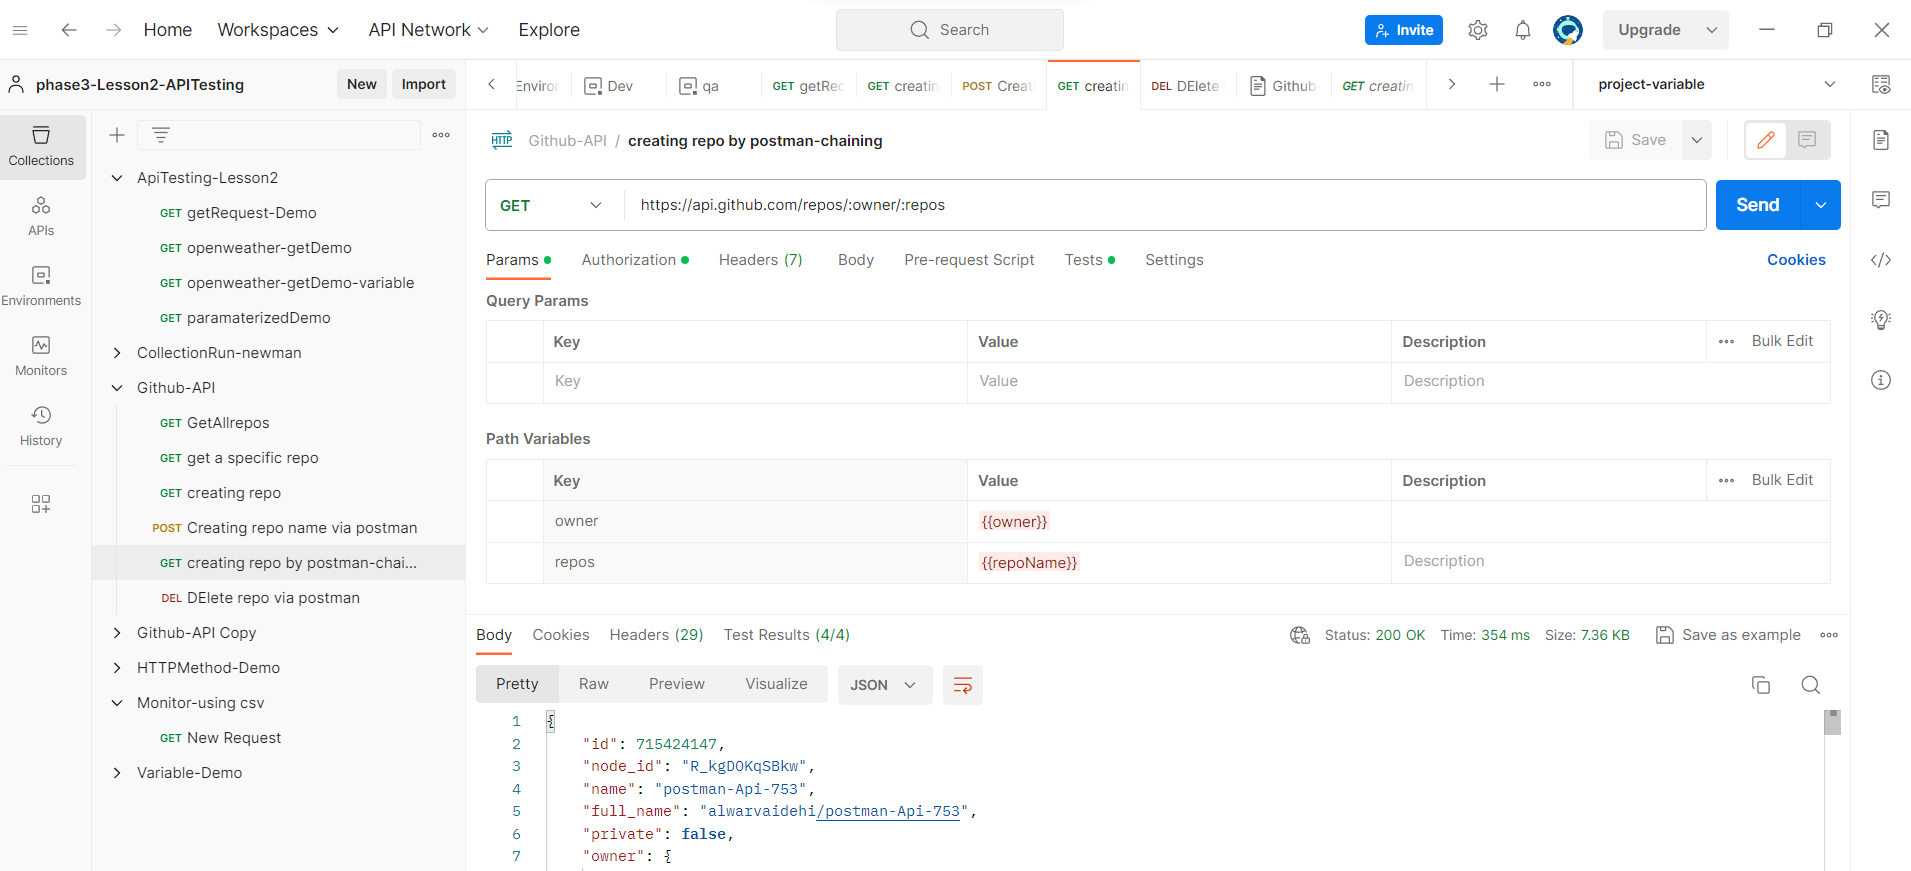 Home Workspaces API Network Explore Search Invite Upgrade
phase3-Lesson2-APITesting New Import
Environ Dev qa GET getRec GET creatin POST Creat GET creatin DEL DElete Github- GET creatin project-variable
Collections
APIs
Environments
Monitors
History
ApiTesting-Lesson2
GET getRequest-Demo
GET openweather-getDemo
GET openweather-getDemo-variable
GET paramaterizedDemo
CollectionRun-newman
Github-API
GET GetAllrepos
GET get a specific repo
GET creating repo
POST Creating repo name via postman
GET creating repo by postman-chai...
DEL DElete repo via postman
Github-API Copy
HTTPMethod-Demo
Monitor-using csv
GET New Request
Variable-Demo
HTTP Github-API / creating repo by postman-chaining Save
GET https://api.github.com/repos/:owner/:repos Send
Params Authorization Headers (7) Body Pre-request Script Tests Settings Cookies
Query Params
Key Value Description Bulk Edit
Key Value Description
Path Variables
Key Value Description Bulk Edit
owner {{owner}}
repos {{repoName}} Description
Body Cookies Headers (29) Test Results (4/4) Status: 200 OK Time: 354 ms Size: 7.36 KB Save as example
Pretty Raw Preview Visualize JSON
1 {
2 "id": 715424147,
3 "node_id": "R_kgDOKqSBkw",
4 "name": "postman-Api-753",
5 "full_name": "alwarvaidehi/postman-Api-753",
6 "private": false,
7 "owner": {